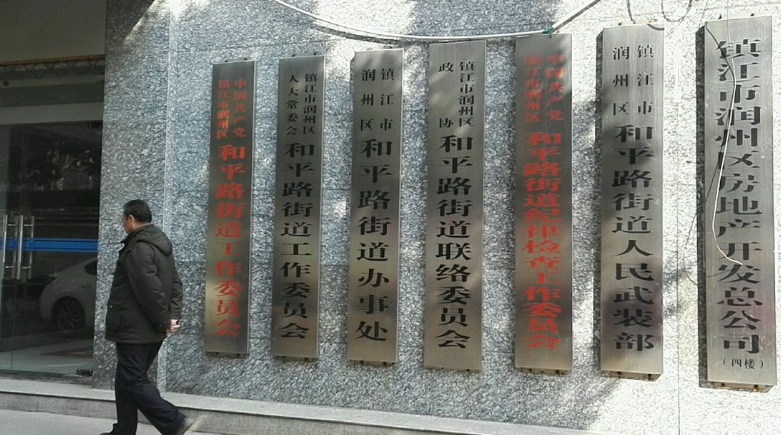 中国共产党
镇江市润州区
和平路街道工作委员会
镇江市润州区
人大常委会
和平路街道工作委员会
镇江市
润州区
和平路街道办事处
镇江市润州区
政协
和平路街道联络委员会
中国共产党
镇江市润州区
和平路街道纪律检查工作委员会
镇江市
润州区
和平路街道人民武装部
镇江市润州区房地产开发总公司
(四楼)